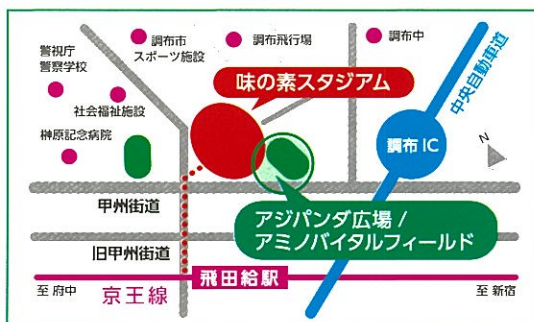 調布市
スポーツ施設
調布飛行場
調布中
警視庁
警察学校
味の素スタジアム
中央自動車道
社会福祉施設
榊原記念病院
調布IC
N
甲州街道
アジパンダ広場 /
アミノバイタルフィールド
旧甲州街道
飛田給駅
至 府中
京王線
至 新宿